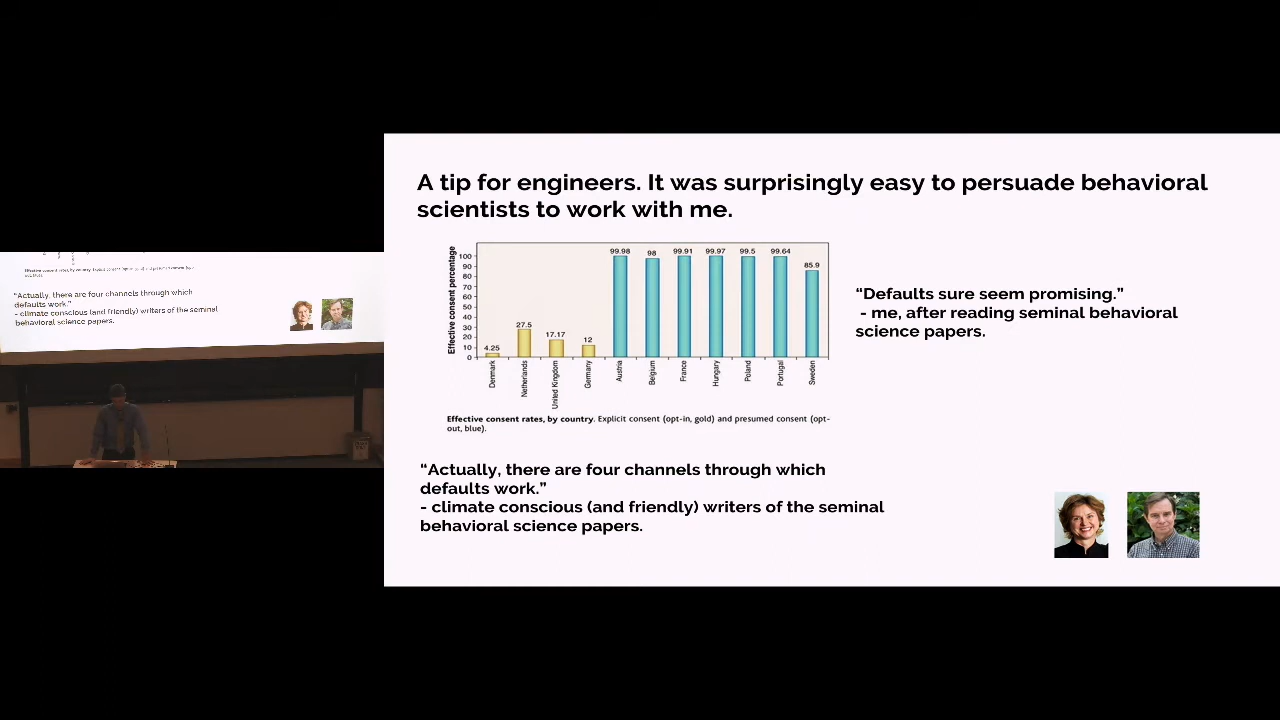 A tip for engineers. It was surprisingly easy to persuade behavioral
scientists to work with me.
Effective consent percentage
100
90
80
70
60
50
40
30
20
10
0
4.25
27.5
17.17
12
99.98
98
99.91
99.97
99.5
99.64
85.9
Denmark
Netherlands
United Kingdom
Germany
Austria
Belgium
France
Hungary
Poland
Portugal
Sweden
Effective consent rates, by country. Explicit consent (opt-in, gold) and presumed consent (opt-
out, blue).
“Defaults sure seem promising.”
- me, after reading seminal behavioral
science papers.
“Actually, there are four channels through which
defaults work.”
- climate conscious (and friendly) writers of the seminal
behavioral science papers.
“Actually, there are four channels through which
defaults work.”
- climate conscious (and friendly) writers of the seminal
behavioral science papers.